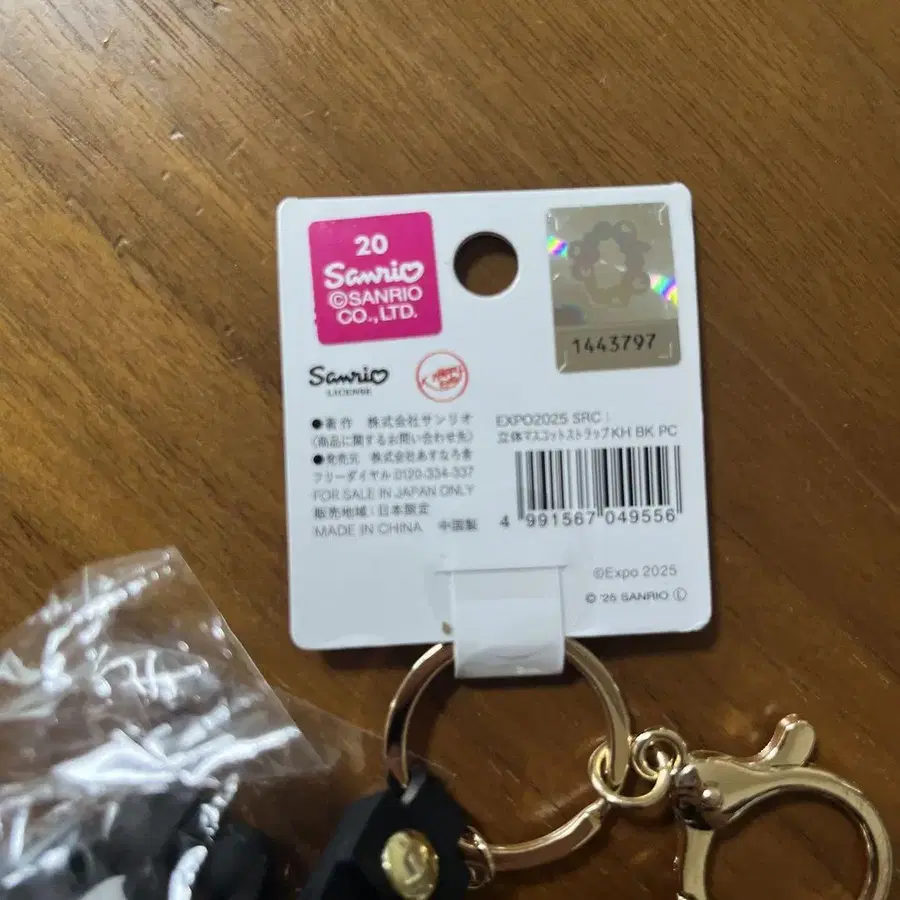 20
Sanrio
©SANRIO
CO.,LTD.
1443797
Sanrio
LICENSE
●著作 株式会社サンリオ
〈商品に関するお問い合わせ先〉
●発売元 株式会社あすなろ舎
フリーダイヤル:0120-334-337
FOR SALE IN JAPAN ONLY
販売地域:日本限定
MADE IN CHINA 中国製
EXPO2025 SRC:
立体マスコットストラップKH BK PC
4 991567 049556
©Expo 2025
© '25 SANRIO Ⓛ